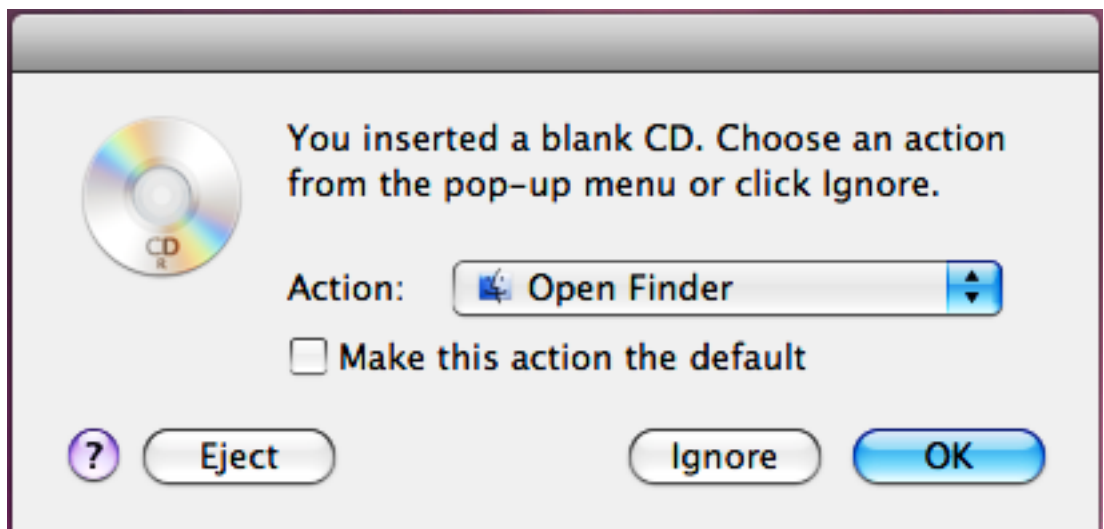 You inserted a blank CD. Choose an action
from the pop-up menu or click Ignore.
CD
R
Action: Open Finder
Make this action the default
? Eject Ignore OK